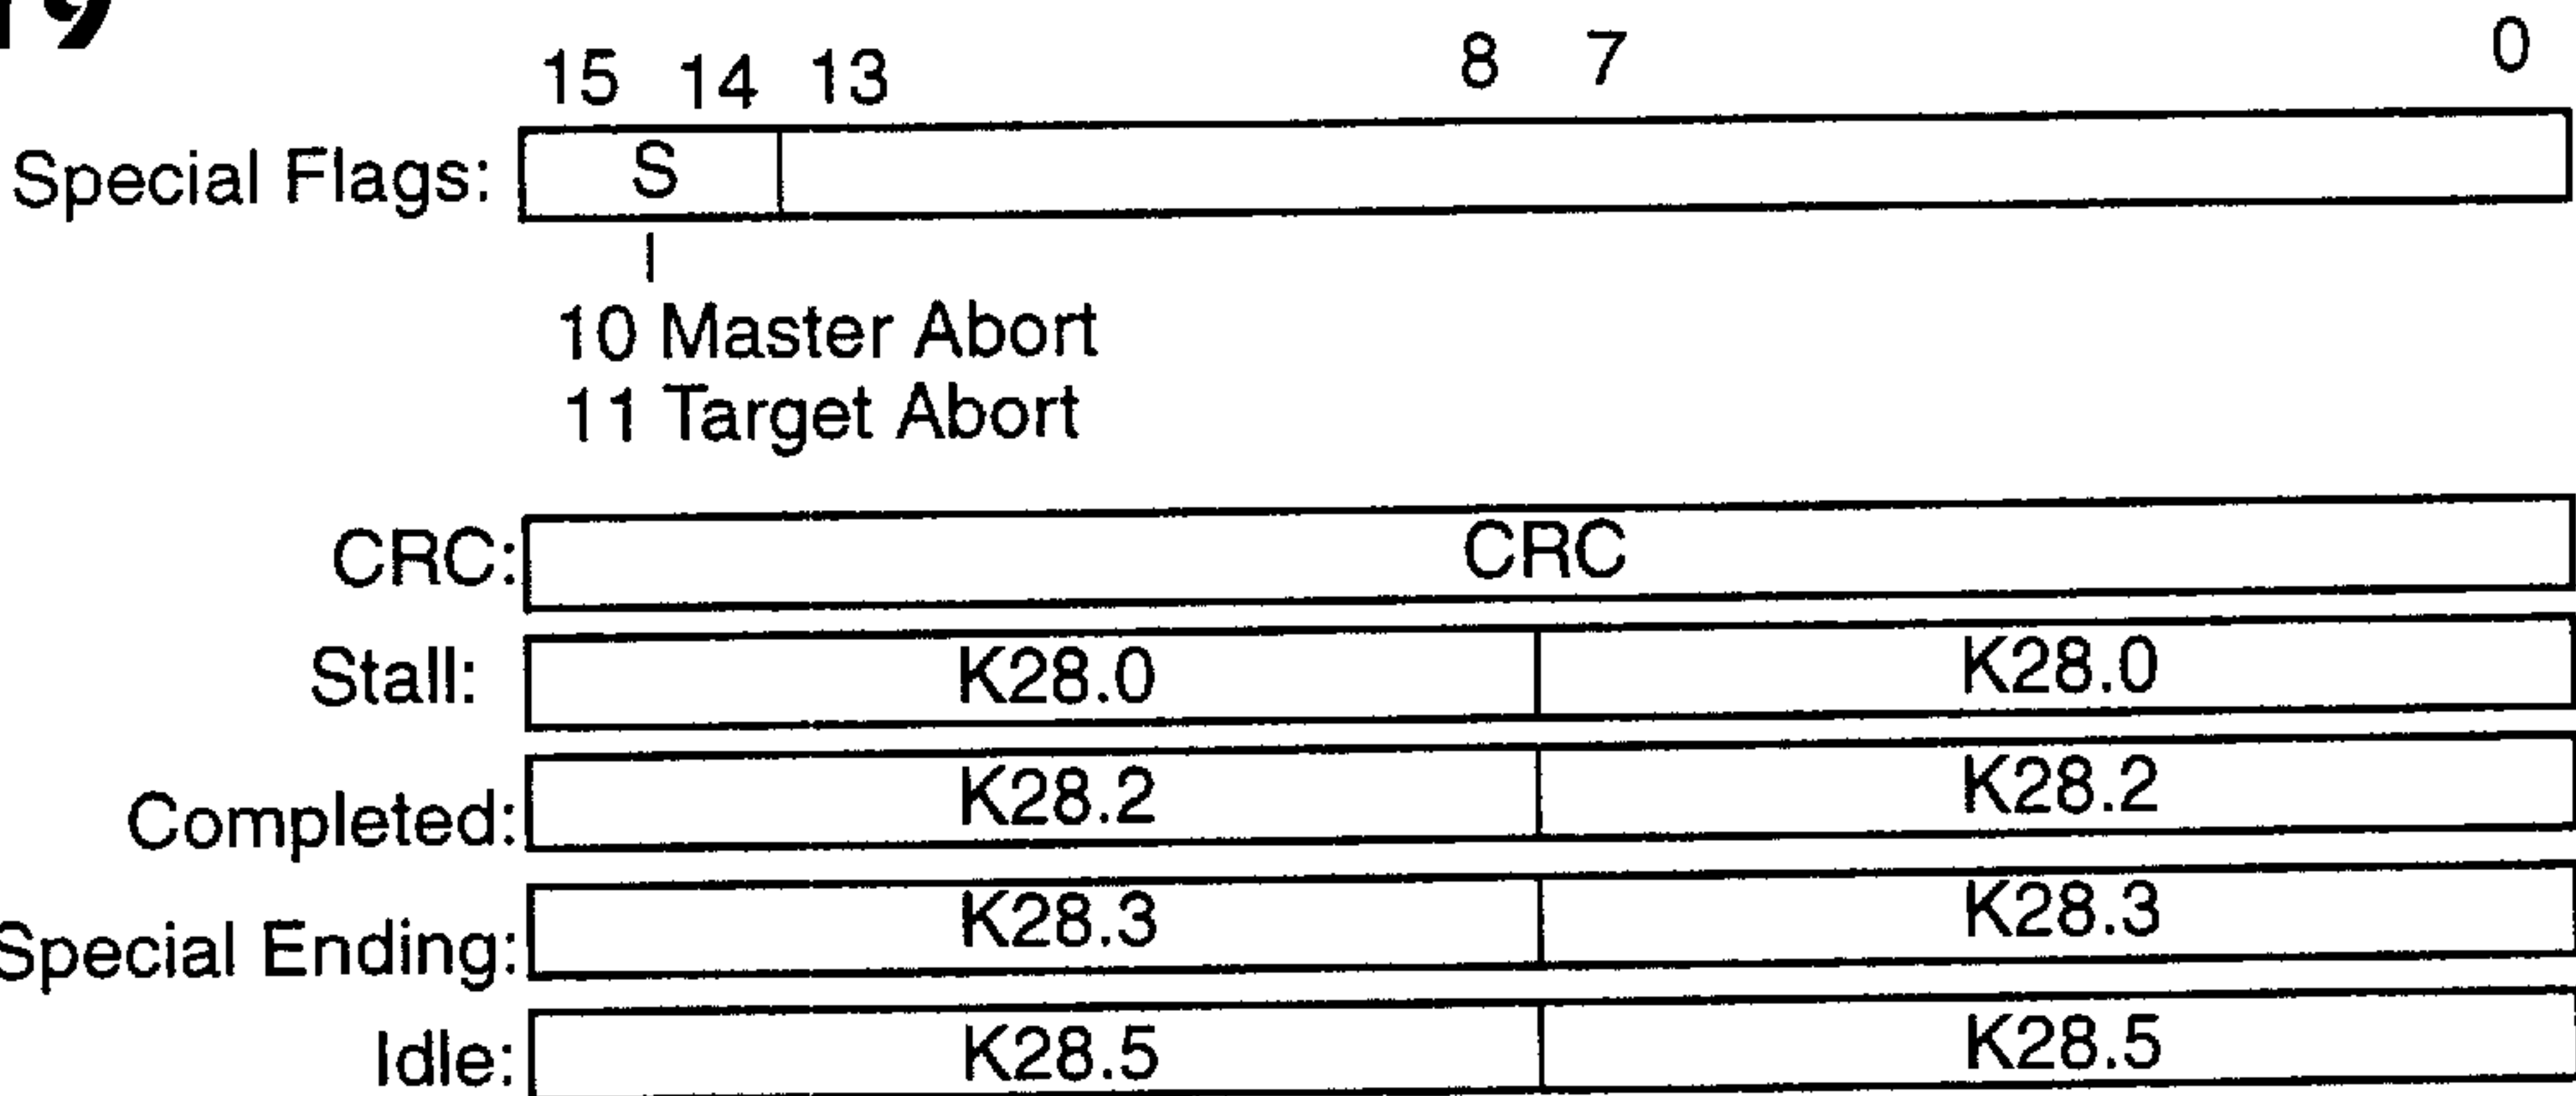 19
15 14 13 8 7 0
Special Flags: S
10 Master Abort
11 Target Abort
CRC: CRC
Stall: K28.0 K28.0
Completed: K28.2 K28.2
Special Ending: K28.3 K28.3
Idle: K28.5 K28.5